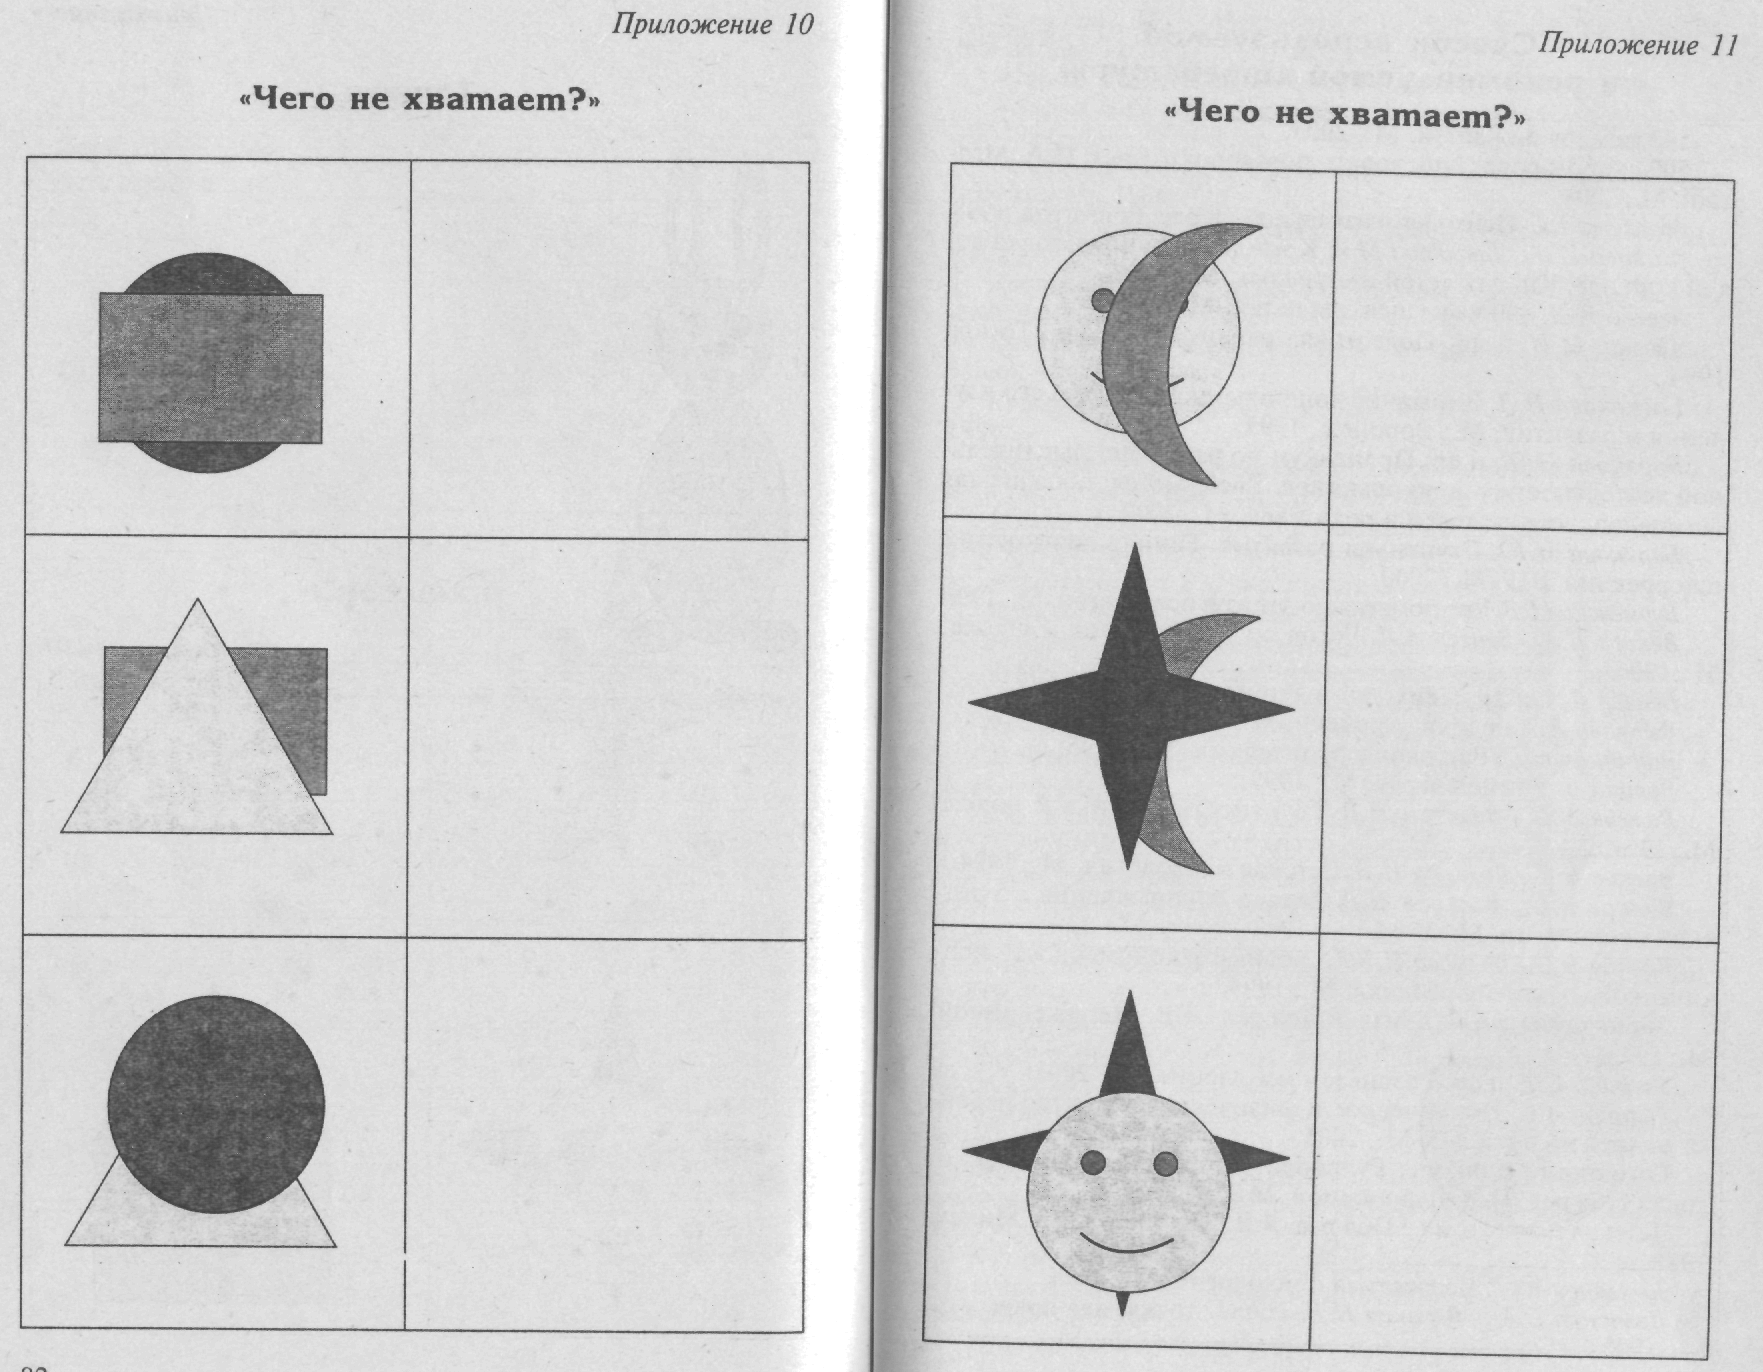 Приложение 10
«Чего не хватает?»
Приложение 11
«Чего не хватает?»